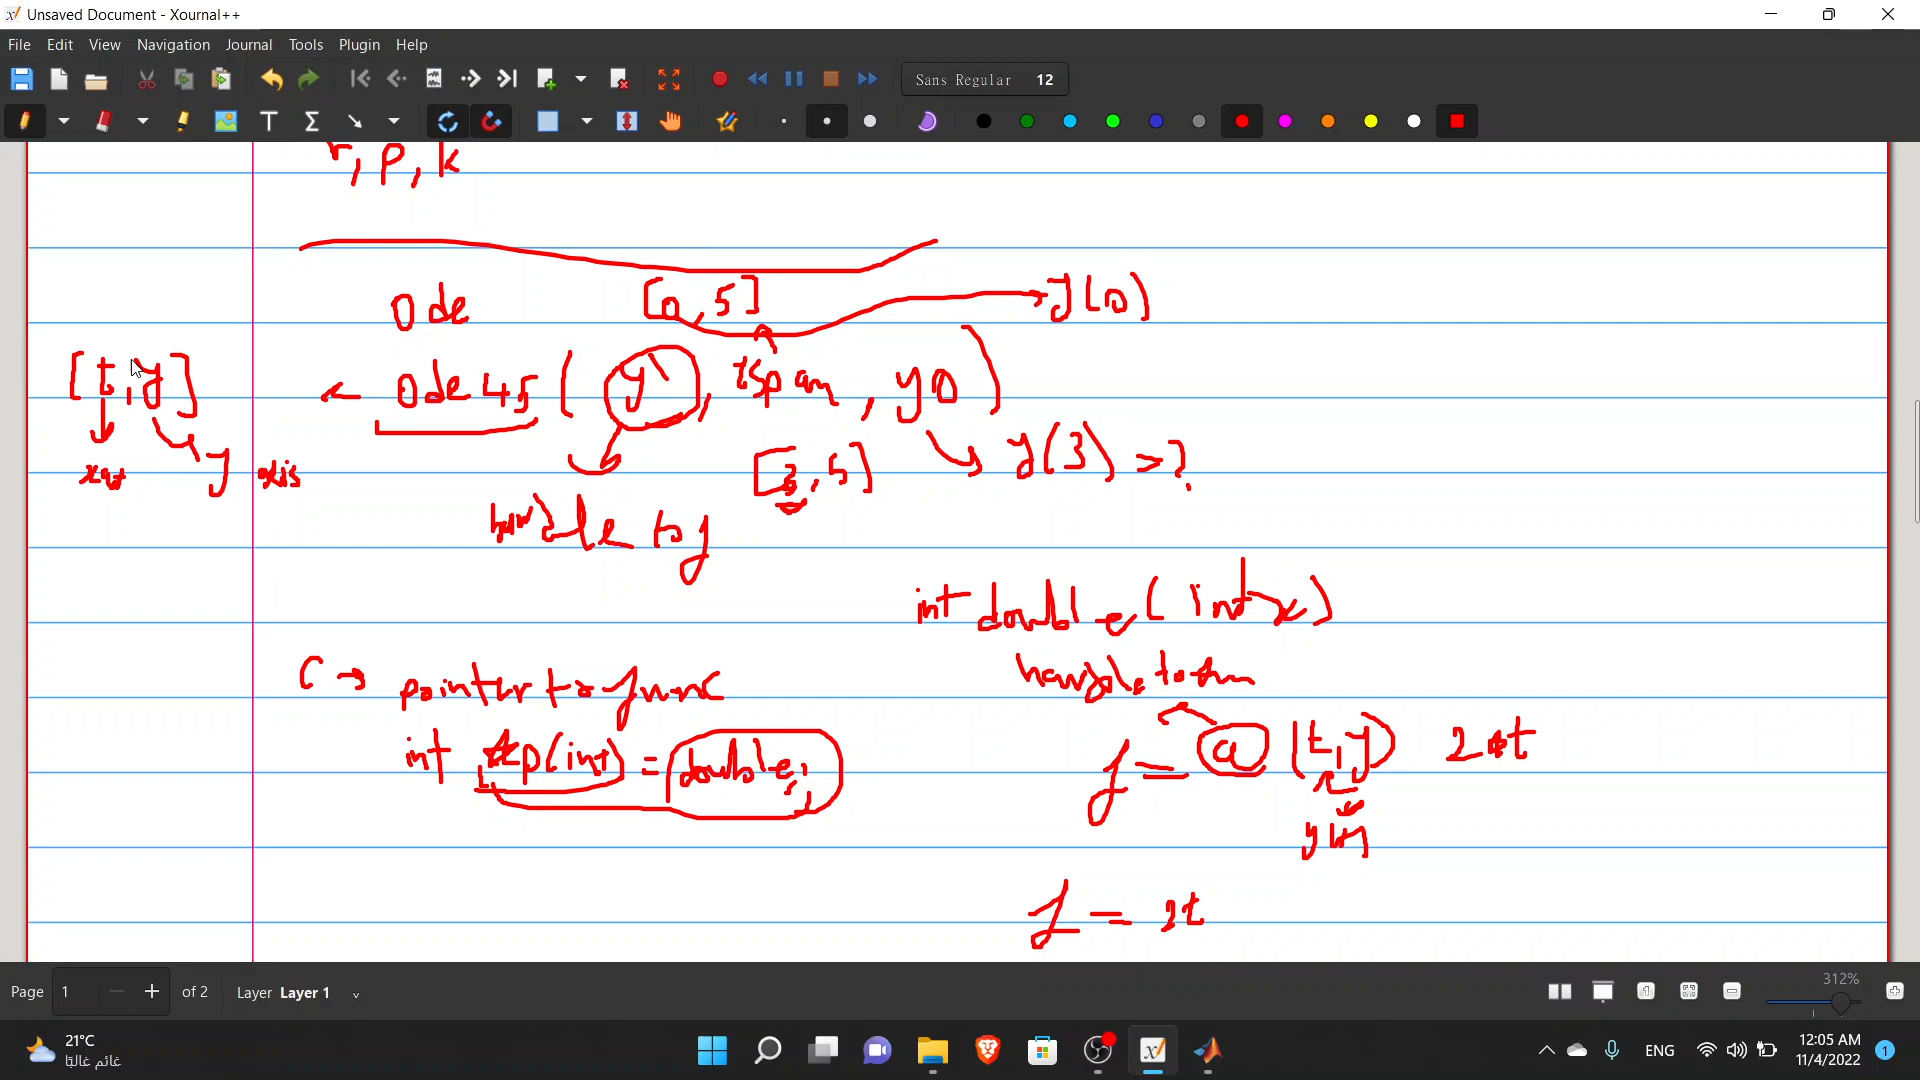 Unsaved Document - Xournal++
File Edit View Navigation Journal Tools Plugin Help
Sans Regular 12
r, p, k
ode [0, 5] y(0)
[t, y] ← ode45 ( y' , tspan , y0 )
[3, 5] → y(3) = ?
y axis
handle to f
int double ( int x )
C → pointer to func
handle to fun
int *p(int) = double;
f = @ (t, y) 2*t
y(t)
f = 2t
Page 1 of 2 Layer Layer 1
312%
21°C
غائم غالبًا
ENG
12:05 AM
11/4/2022
1